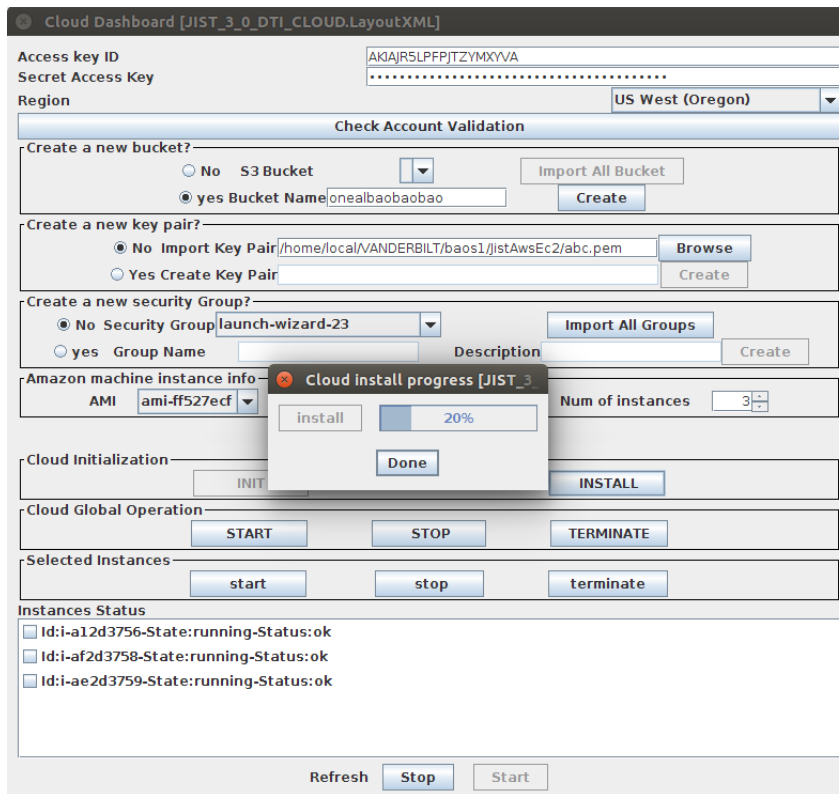 Cloud Dashboard [JIST_3_0_DTI_CLOUD.LayoutXML]
Access key ID AKIAJR5LPFPJTZYMXYVA
Secret Access Key ••••••••••••••••••••••••••••••••••••••••
Region US West (Oregon)
Check Account Validation
Create a new bucket?
No S3 Bucket Import All Bucket
yes Bucket Name onealbaobaobao Create
Create a new key pair?
No Import Key Pair /home/local/VANDERBILT/baos1/JistAwsEc2/abc.pem Browse
Yes Create Key Pair Create
Create a new security Group?
No Security Group launch-wizard-23 Import All Groups
yes Group Name Description Create
Cloud install progress [JIST_3_
Amazon machine instance info
AMI ami-ff527ecf Num of instances 3
install 20%
Done
Cloud Initialization
INIT INSTALL
Cloud Global Operation
START STOP TERMINATE
Selected Instances
start stop terminate
Instances Status
Id:i-a12d3756-State:running-Status:ok
Id:i-af2d3758-State:running-Status:ok
Id:i-ae2d3759-State:running-Status:ok
Refresh Stop Start